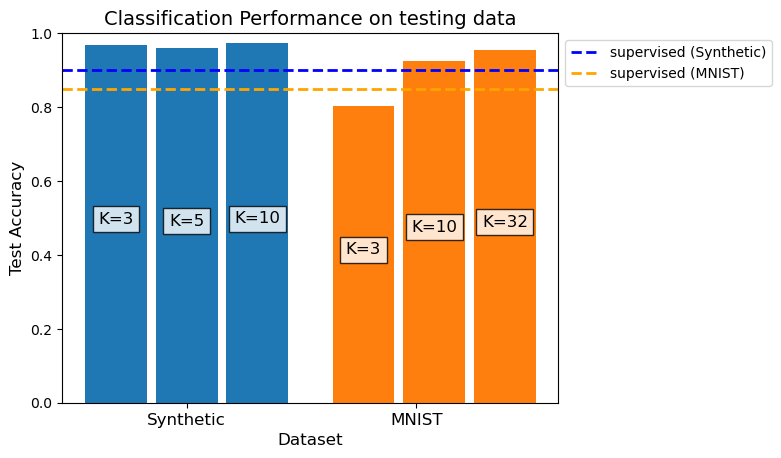 Classification Performance on testing data
1.0
0.8
0.6
0.4
0.2
0.0
Test Accuracy
K=3
K=5
K=10
K=3
K=10
K=32
Synthetic
MNIST
Dataset
supervised (Synthetic)
supervised (MNIST)